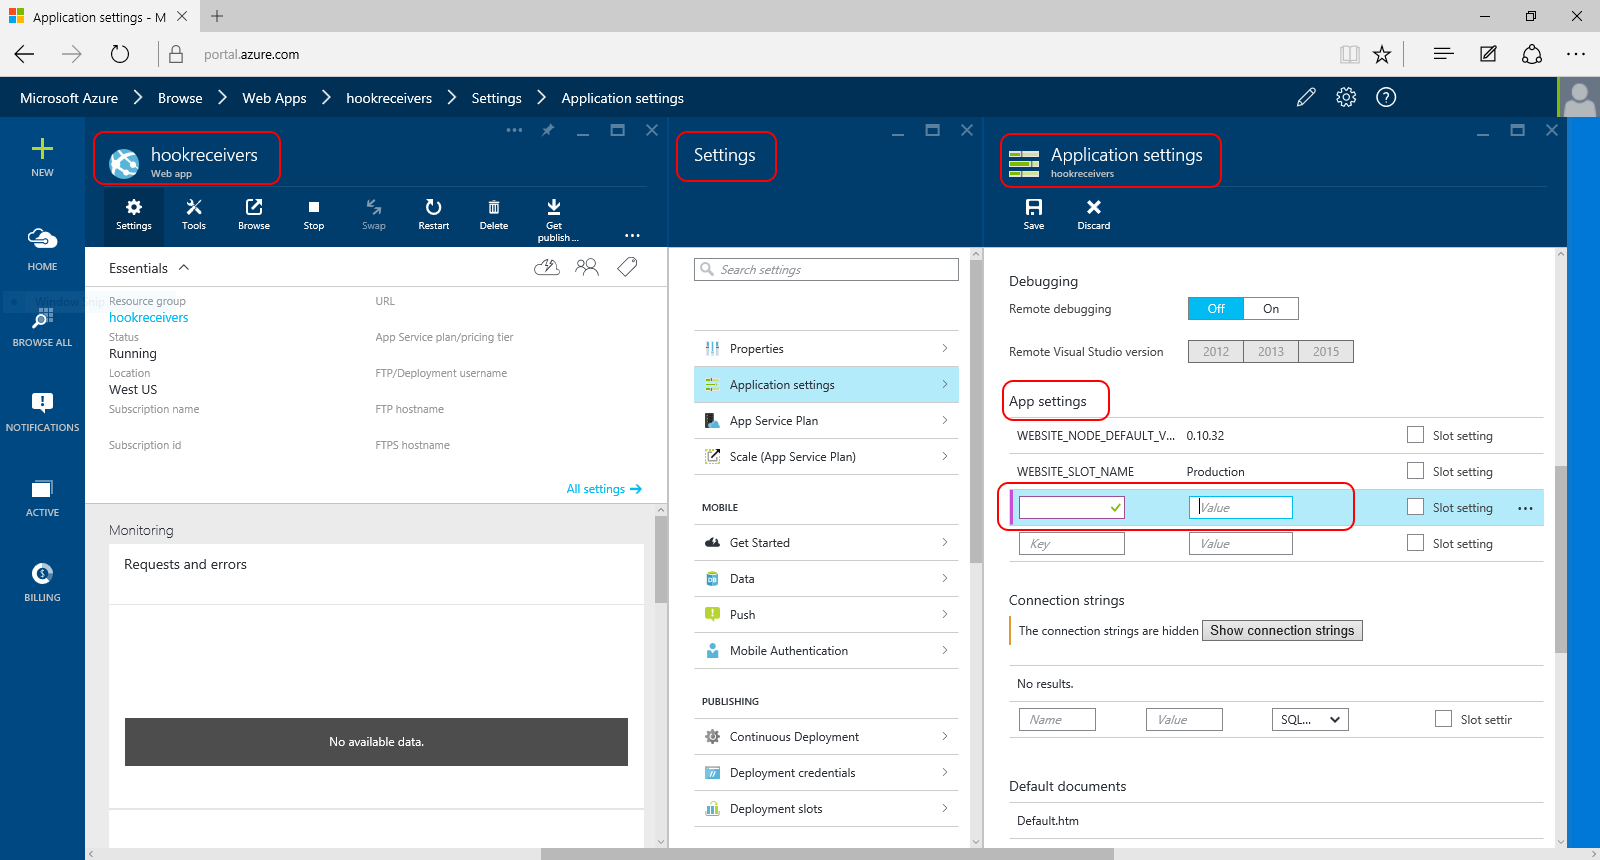 Application settings - M
portal.azure.com
Microsoft Azure
Browse
Web Apps
hookreceivers
Settings
Application settings
NEW
HOME
Window Snip
BROWSE ALL
NOTIFICATIONS
ACTIVE
BILLING
hookreceivers
Web app
Settings
Tools
Browse
Stop
Swap
Restart
Delete
Get
publish ...
Essentials
Resource group
hookreceivers
Status
Running
Location
West US
Subscription name
Subscription id
URL
App Service plan/pricing tier
FTP/Deployment username
FTP hostname
FTPS hostname
All settings
Monitoring
Requests and errors
No available data.
Settings
Search settings
Properties
Application settings
App Service Plan
Scale (App Service Plan)
MOBILE
Get Started
Data
Push
Mobile Authentication
PUBLISHING
Continuous Deployment
Deployment credentials
Deployment slots
Application settings
hookreceivers
Save
Discard
Debugging
Remote debugging Off On
Remote Visual Studio version 2012 2013 2015
App settings
WEBSITE_NODE_DEFAULT_V... 0.10.32 Slot setting
WEBSITE_SLOT_NAME Production Slot setting
Value Slot setting ...
Key Value Slot setting
Connection strings
The connection strings are hidden Show connection strings
No results.
Name Value SQL... Slot settin
Default documents
Default.htm